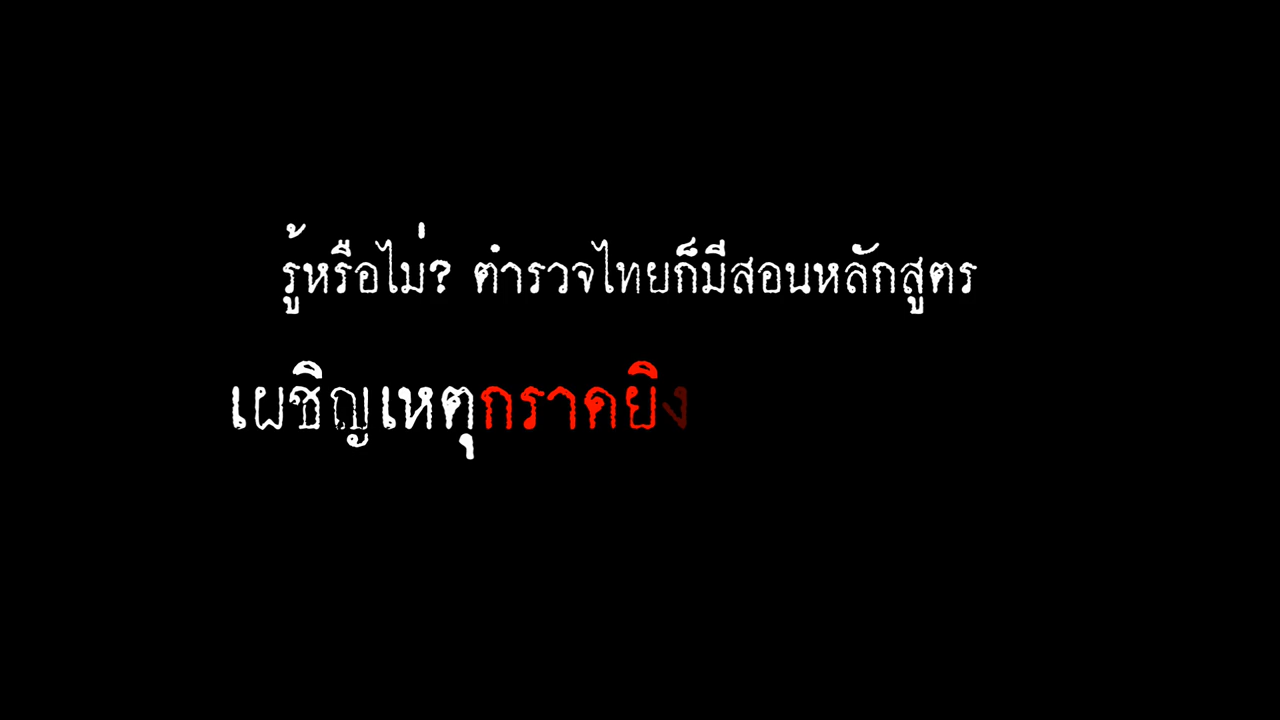 รู้หรือไม่? ตำรวจไทยก็มีสอนหลักสูตร
เผชิญเหตุกราดยิง